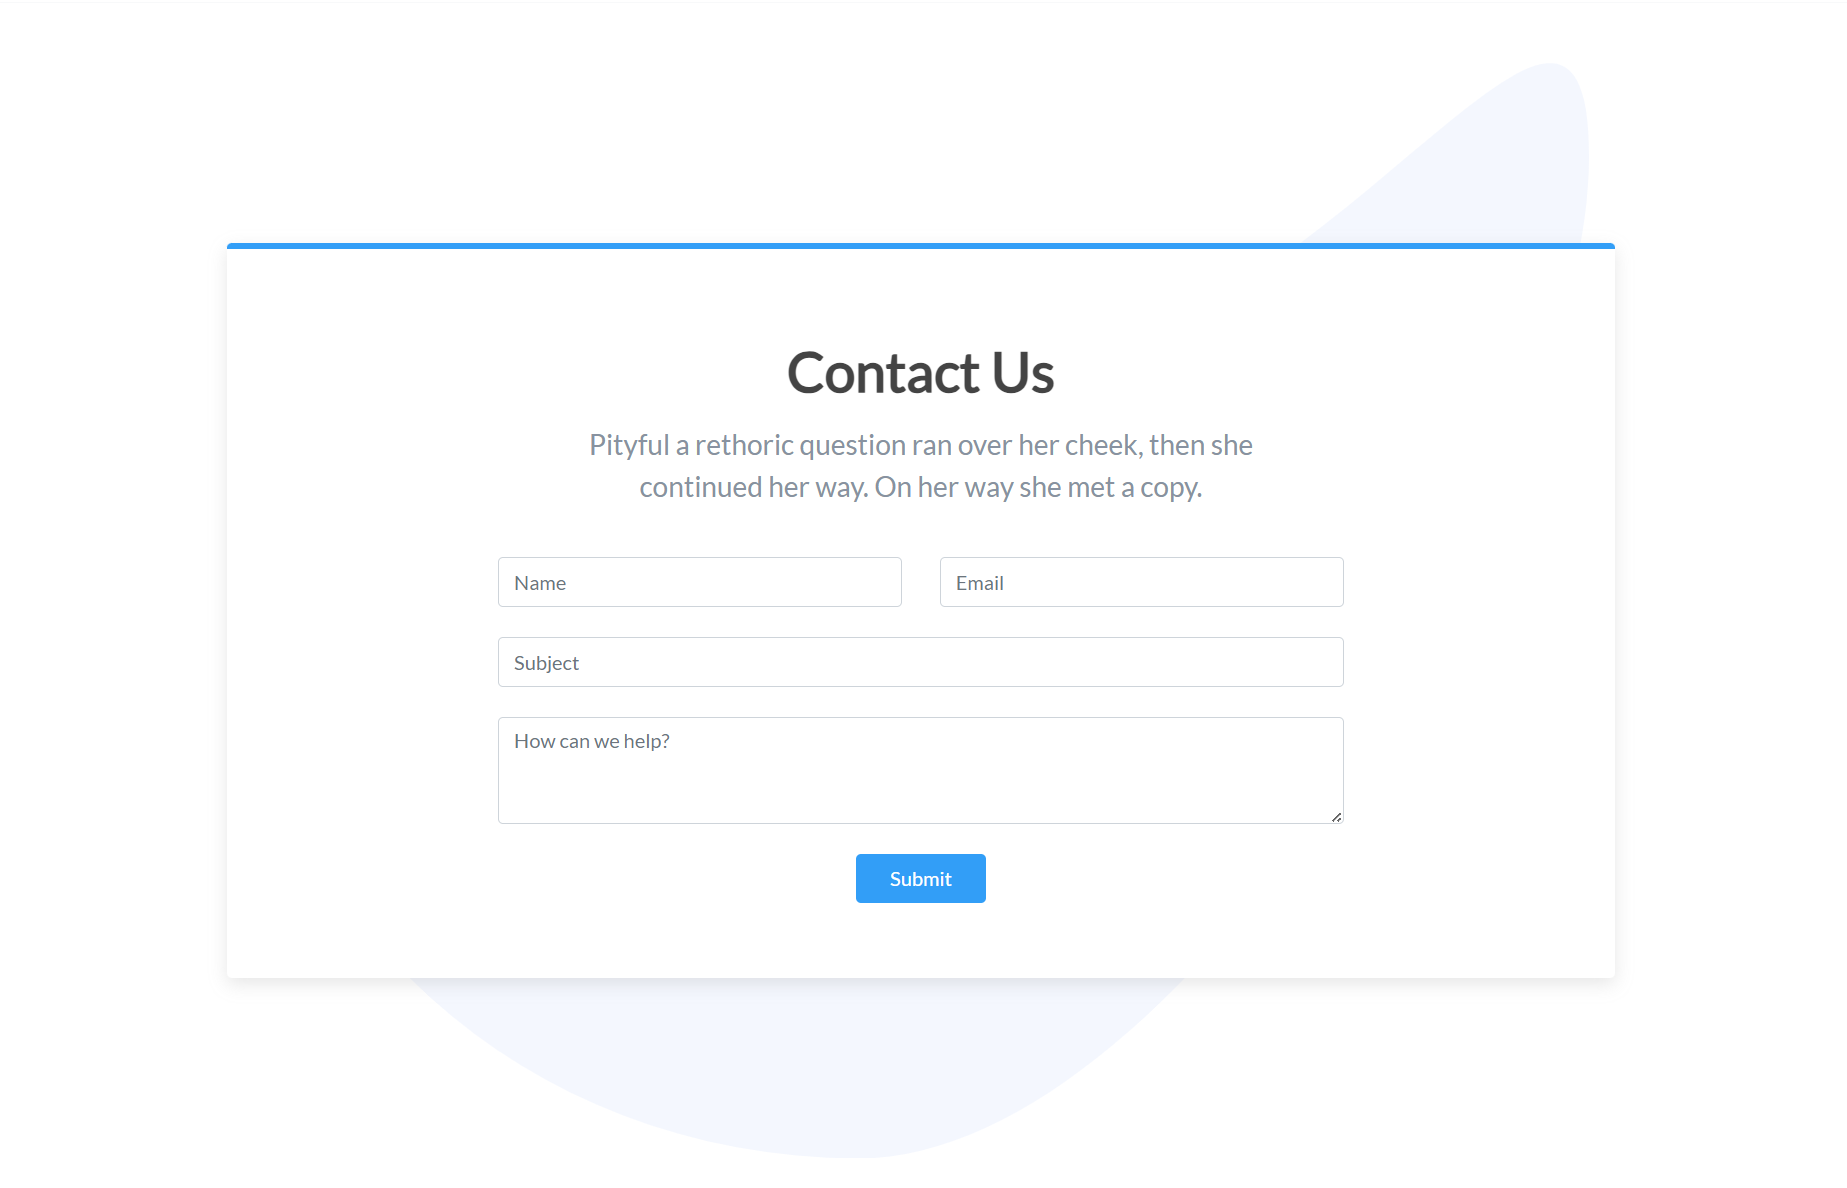 Contact Us
Pityful a rethoric question ran over her cheek, then she
continued her way. On her way she met a copy.
Name
Email
Subject
How can we help?
Submit